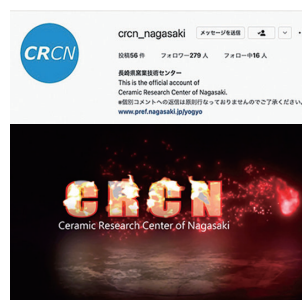 CRCN
crcn_nagasaki メッセージを送信
投稿56 件 フォロワー279 人 フォロー中16 人
長崎県窯業技術センター
This is the official account of
Ceramic Research Center of Nagasaki.
※個別コメントへの返信は原則行なっておりませんのでご了承ください。
www.pref.nagasaki.jp/yogyo
CRCN
Ceramic Research Center of Nagasaki